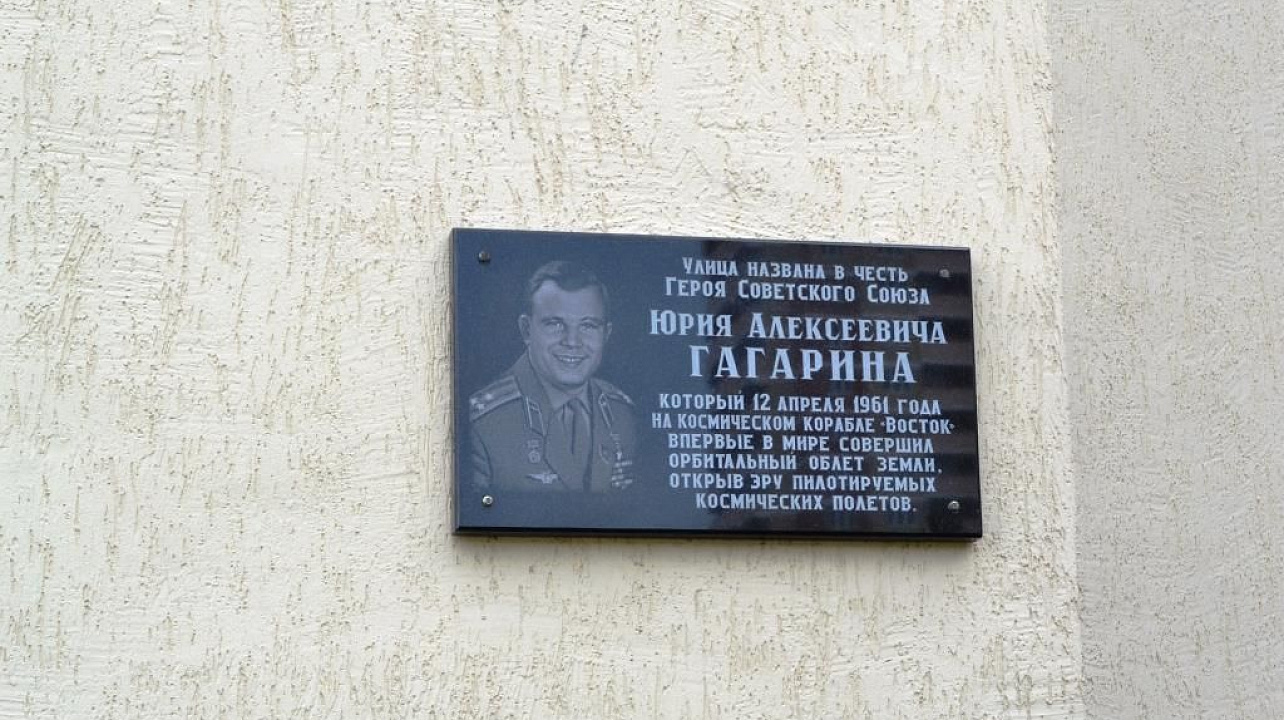 Улица названа в честь
Героя Советского Союза
Юрия Алексеевича
ГАГАРИНА
который 12 апреля 1961 года
на космическом корабле «Восток»
впервые в мире совершил
орбитальный облет Земли,
открыв эру пилотируемых
космических полетов.